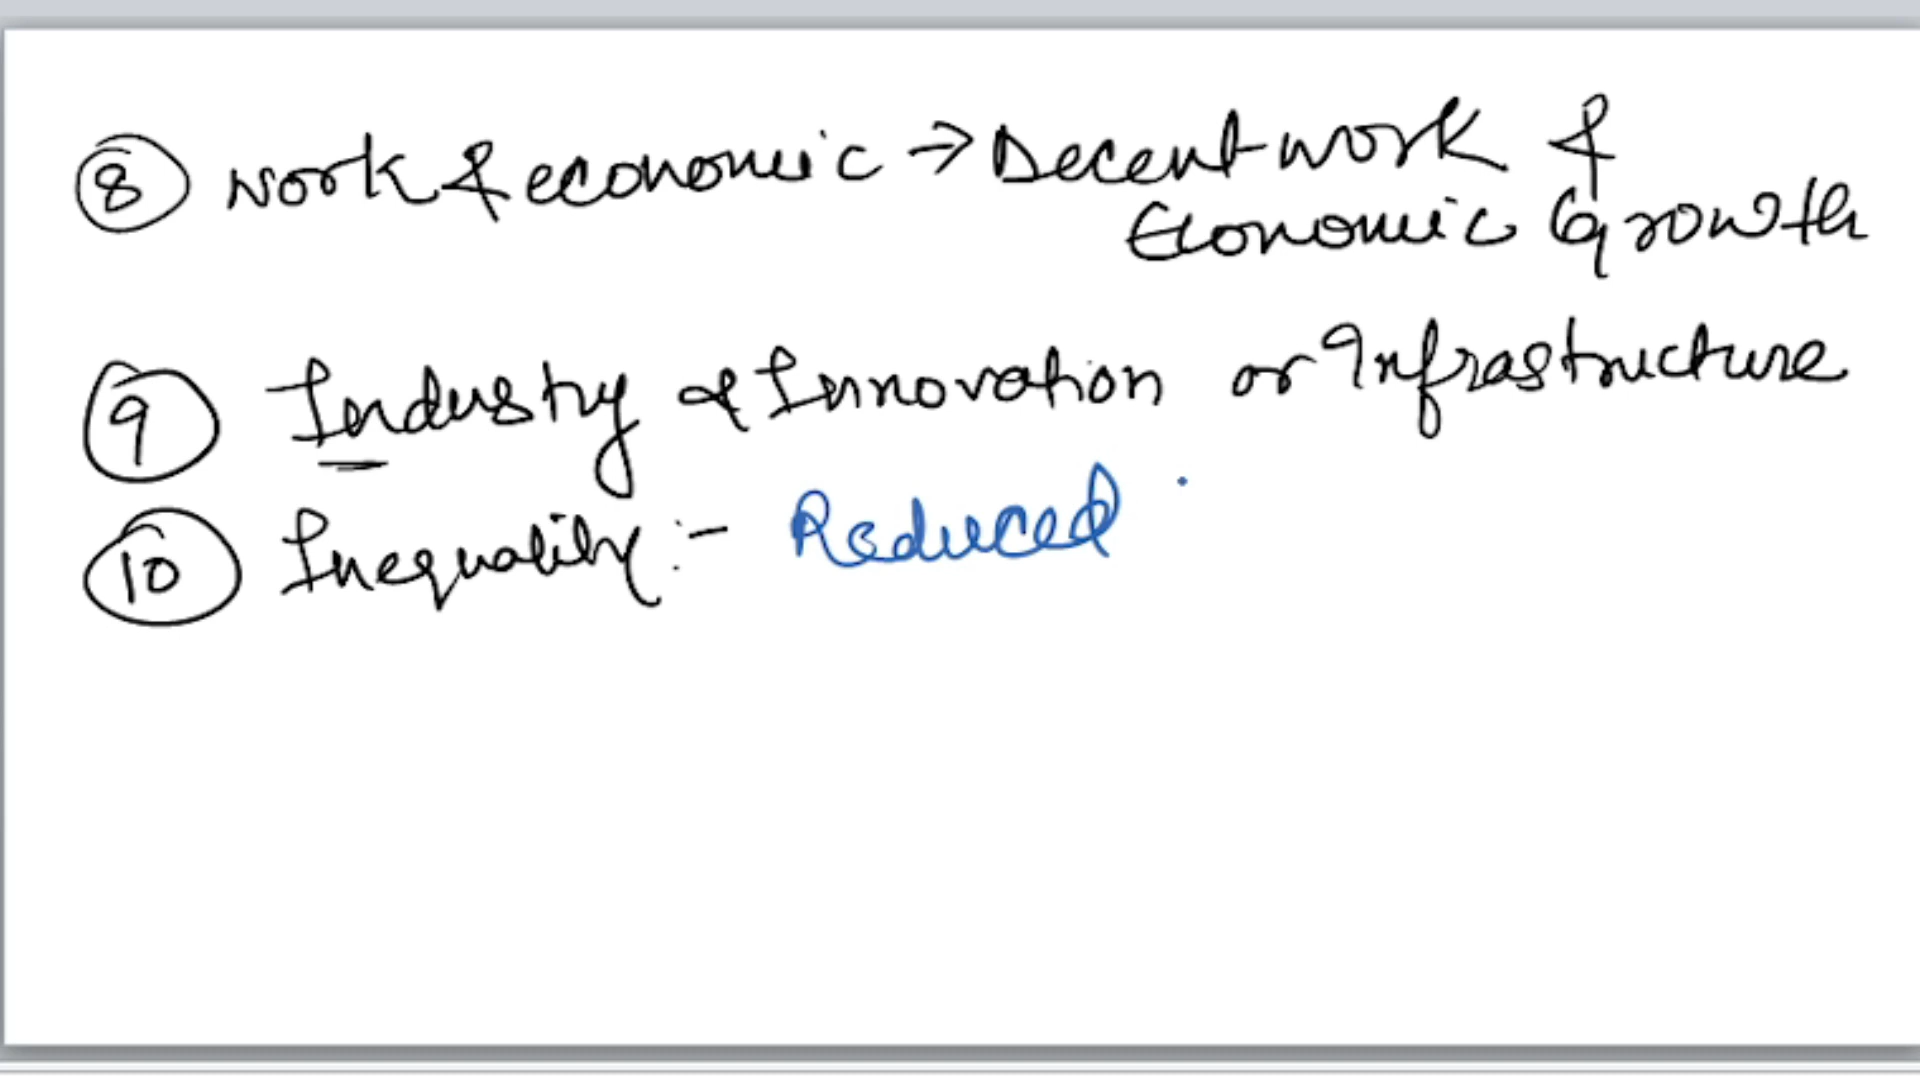 8 Work & economic → Decent work &
Economic Growth
9 Industry & Innovation or Infrastructure
10 Inequality :- Reduced